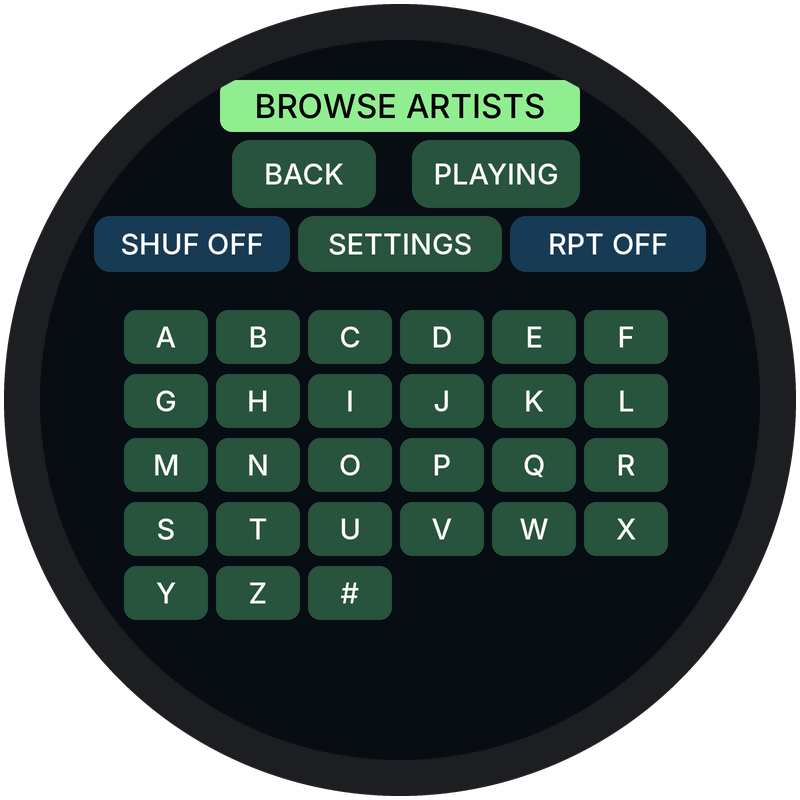 BROWSE ARTISTS
BACK PLAYING
SHUF OFF SETTINGS RPT OFF
A B C D E F
G H I J K L
M N O P Q R
S T U V W X
Y Z #